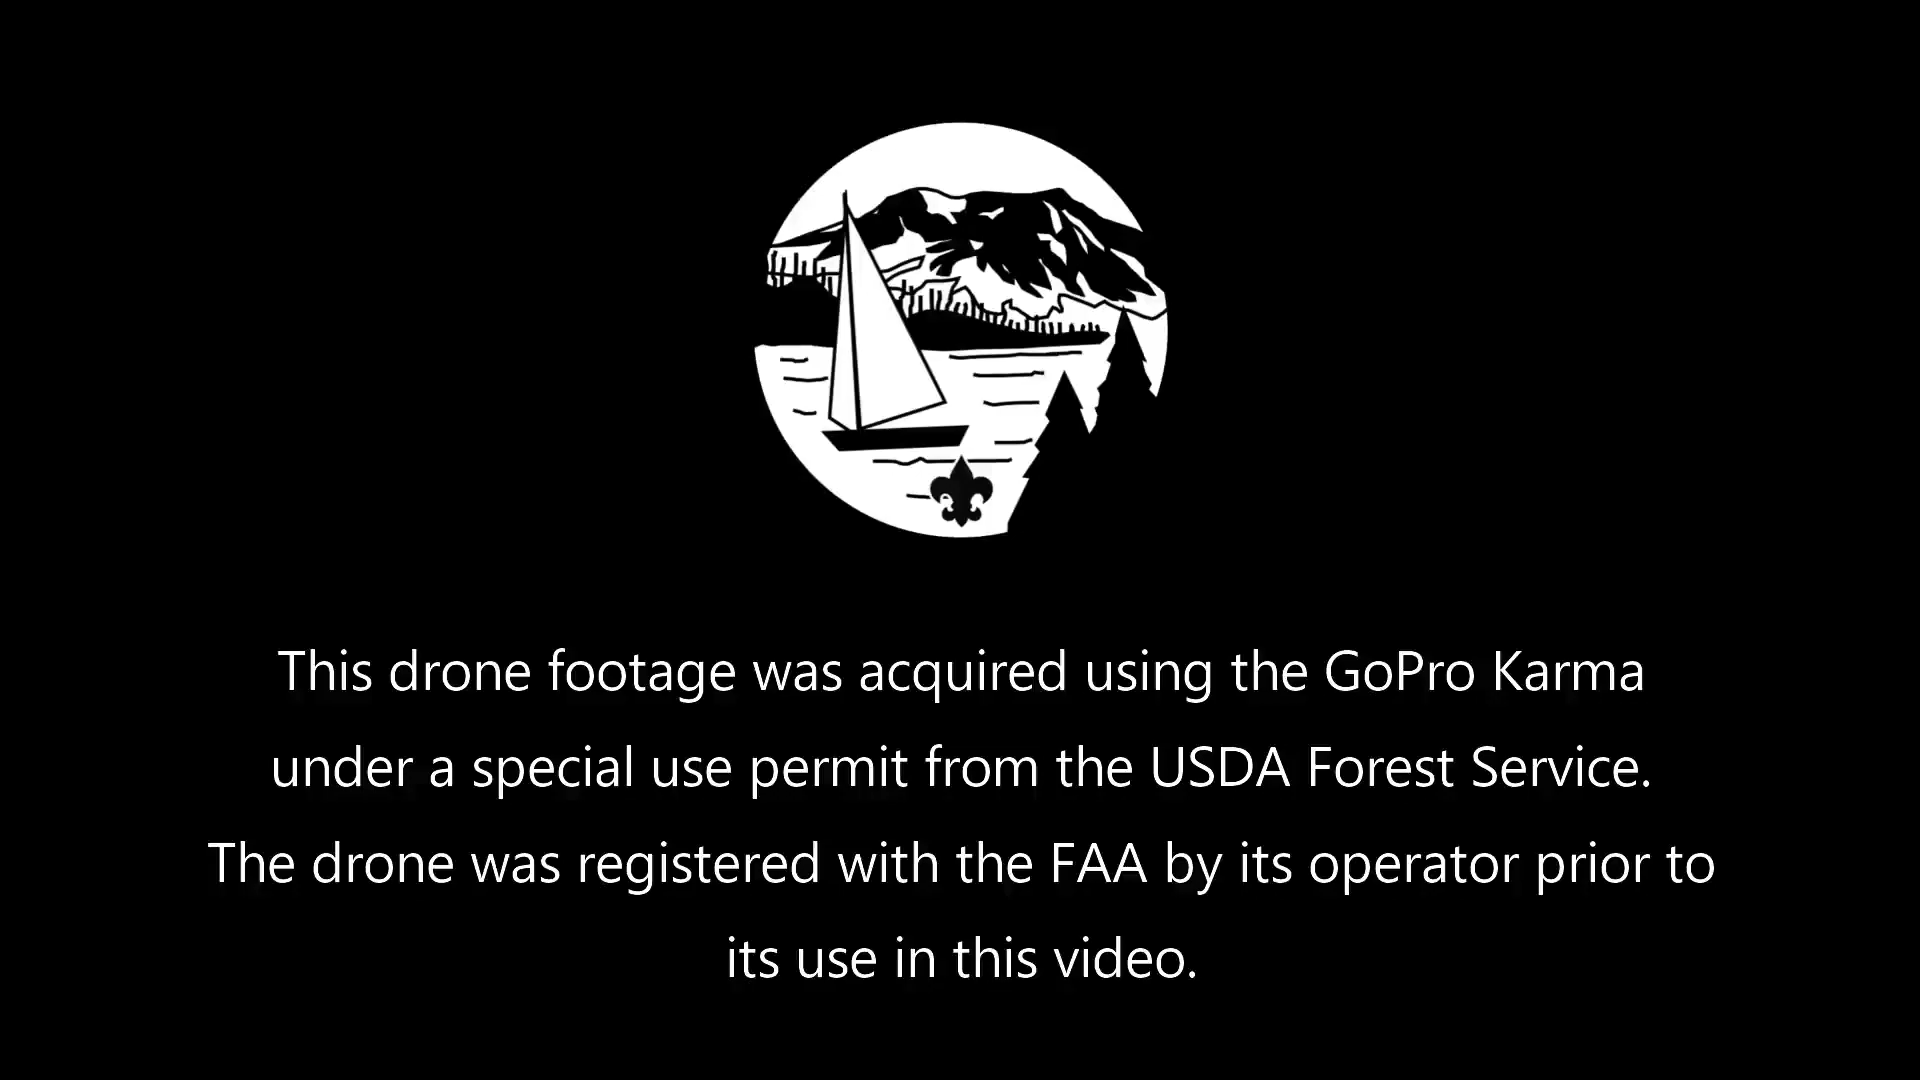 This drone footage was acquired using the GoPro Karma
under a special use permit from the USDA Forest Service.
The drone was registered with the FAA by its operator prior to
its use in this video.